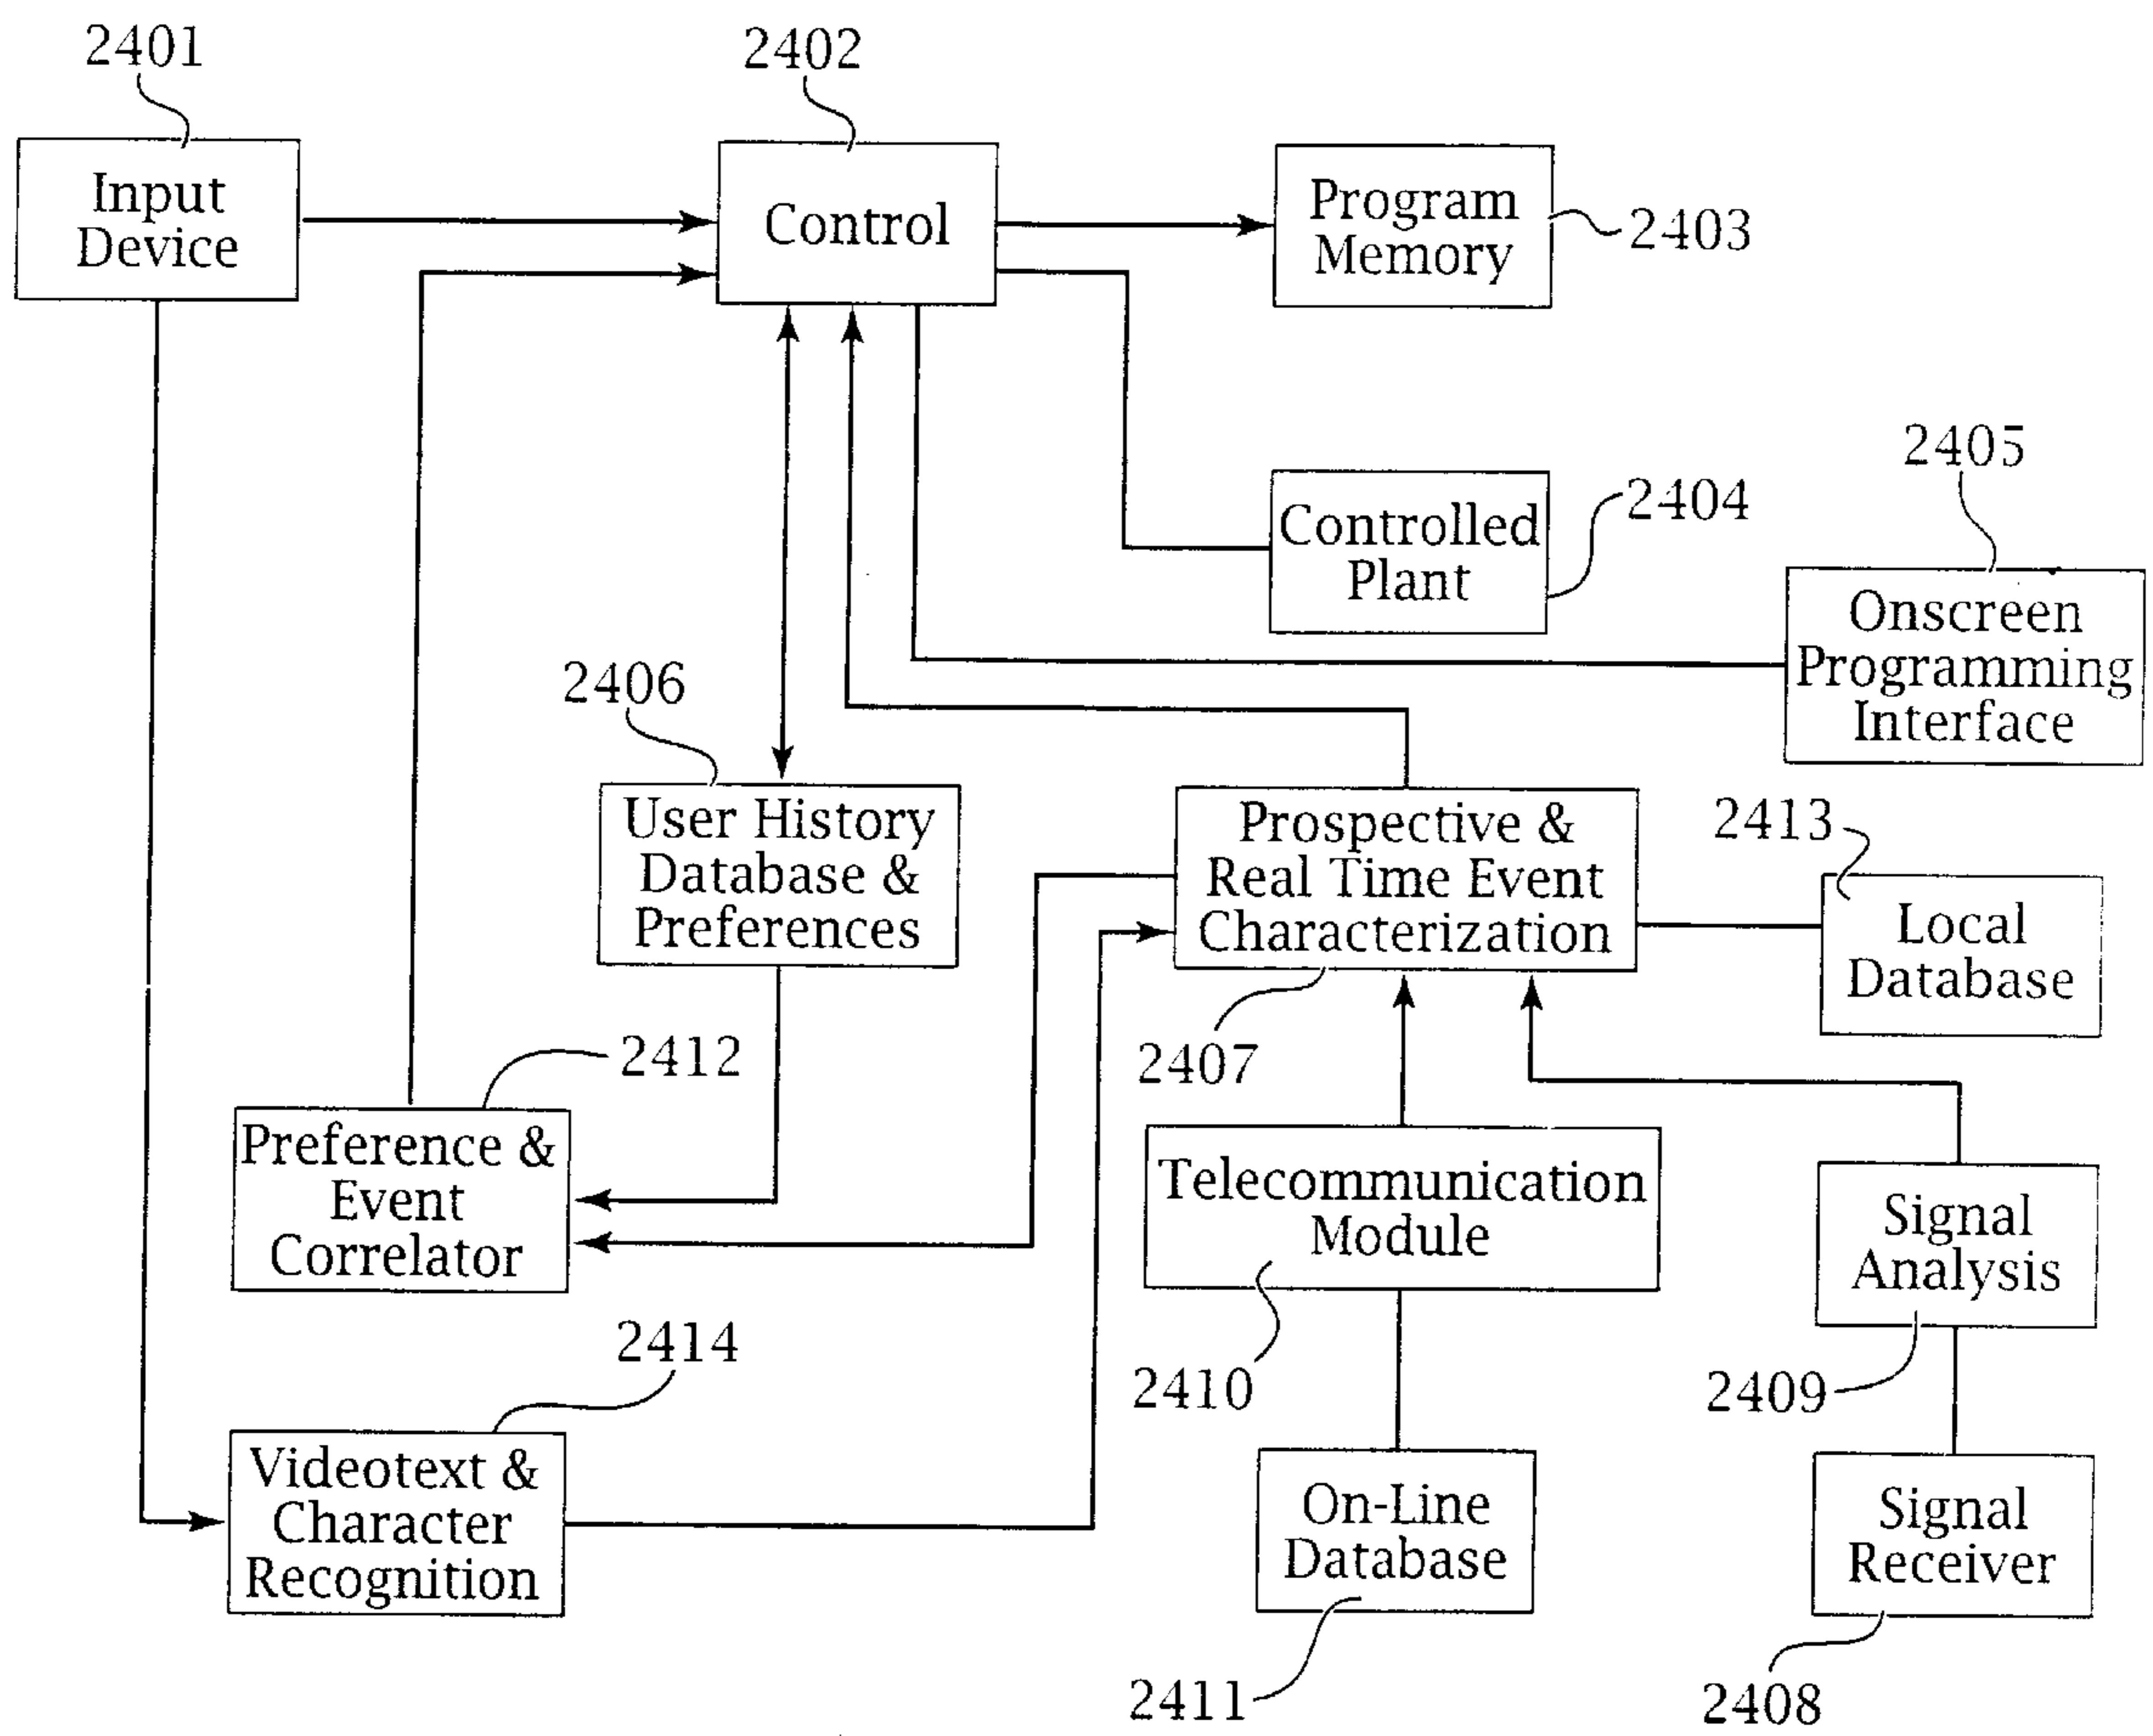 2401
2402
Input
Device
Control
Program
Memory
2403
2405
Controlled
Plant
2404
Onscreen
Programming
Interface
2406
User History
Database &
Preferences
Prospective &
Real Time Event
Characterization
2413
Local
Database
2412
2407
Preference &
Event
Correlator
Telecommunication
Module
Signal
Analysis
2414
2410
2409
Videotext &
Character
Recognition
On-Line
Database
Signal
Receiver
2411
2408